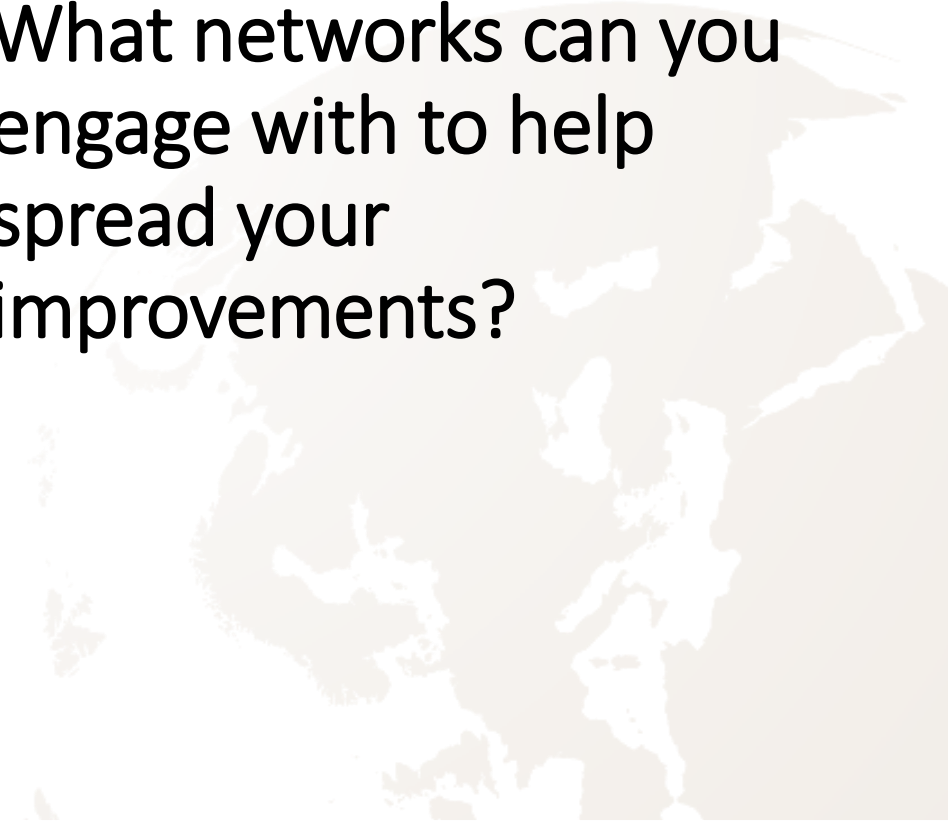 What networks can you
engage with to help
spread your
improvements?